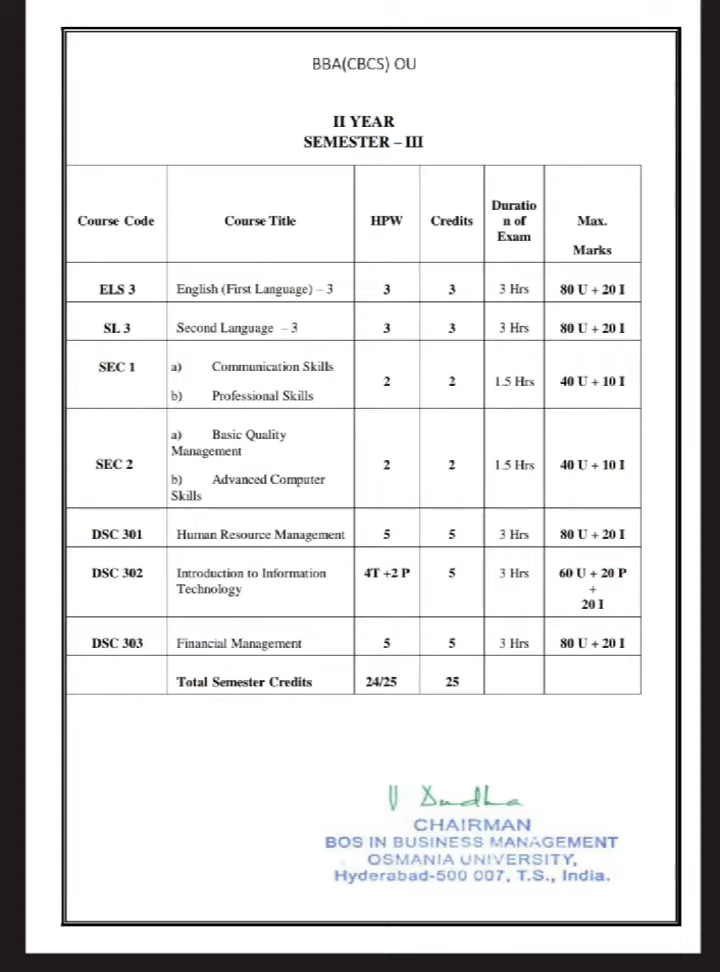 BBA(CBCS) OU
II YEAR
SEMESTER – III
Course Code Course Title HPW Credits Duratio n of Exam Max. Marks
ELS 3 English (First Language) – 3 3 3 3 Hrs 80 U + 20 I
SL 3 Second Language – 3 3 3 3 Hrs 80 U + 20 I
SEC 1 a) Communication Skills
b) Professional Skills 2 2 1.5 Hrs 40 U + 10 I
SEC 2 a) Basic Quality
Management
b) Advanced Computer
Skills 2 2 1.5 Hrs 40 U + 10 I
DSC 301 Human Resource Management 5 5 3 Hrs 80 U + 20 I
DSC 302 Introduction to Information 4T +2 P 5 3 Hrs 60 U + 20 P
Technology +
20 I
DSC 303 Financial Management 5 5 3 Hrs 80 U + 20 I
Total Semester Credits 24/25 25
V Sudha
CHAIRMAN
BOS IN BUSINESS MANAGEMENT
OSMANIA UNIVERSITY,
Hyderabad-500 007, T.S., India.